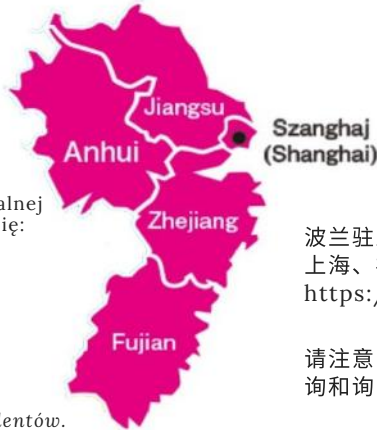 Jiangsu
Szanghaj
(Shanghai)
Anhui
alnej
ię:
Zhejiang
波兰驻
上海、
https:/
Fujian
请注意
询和询
lentów.